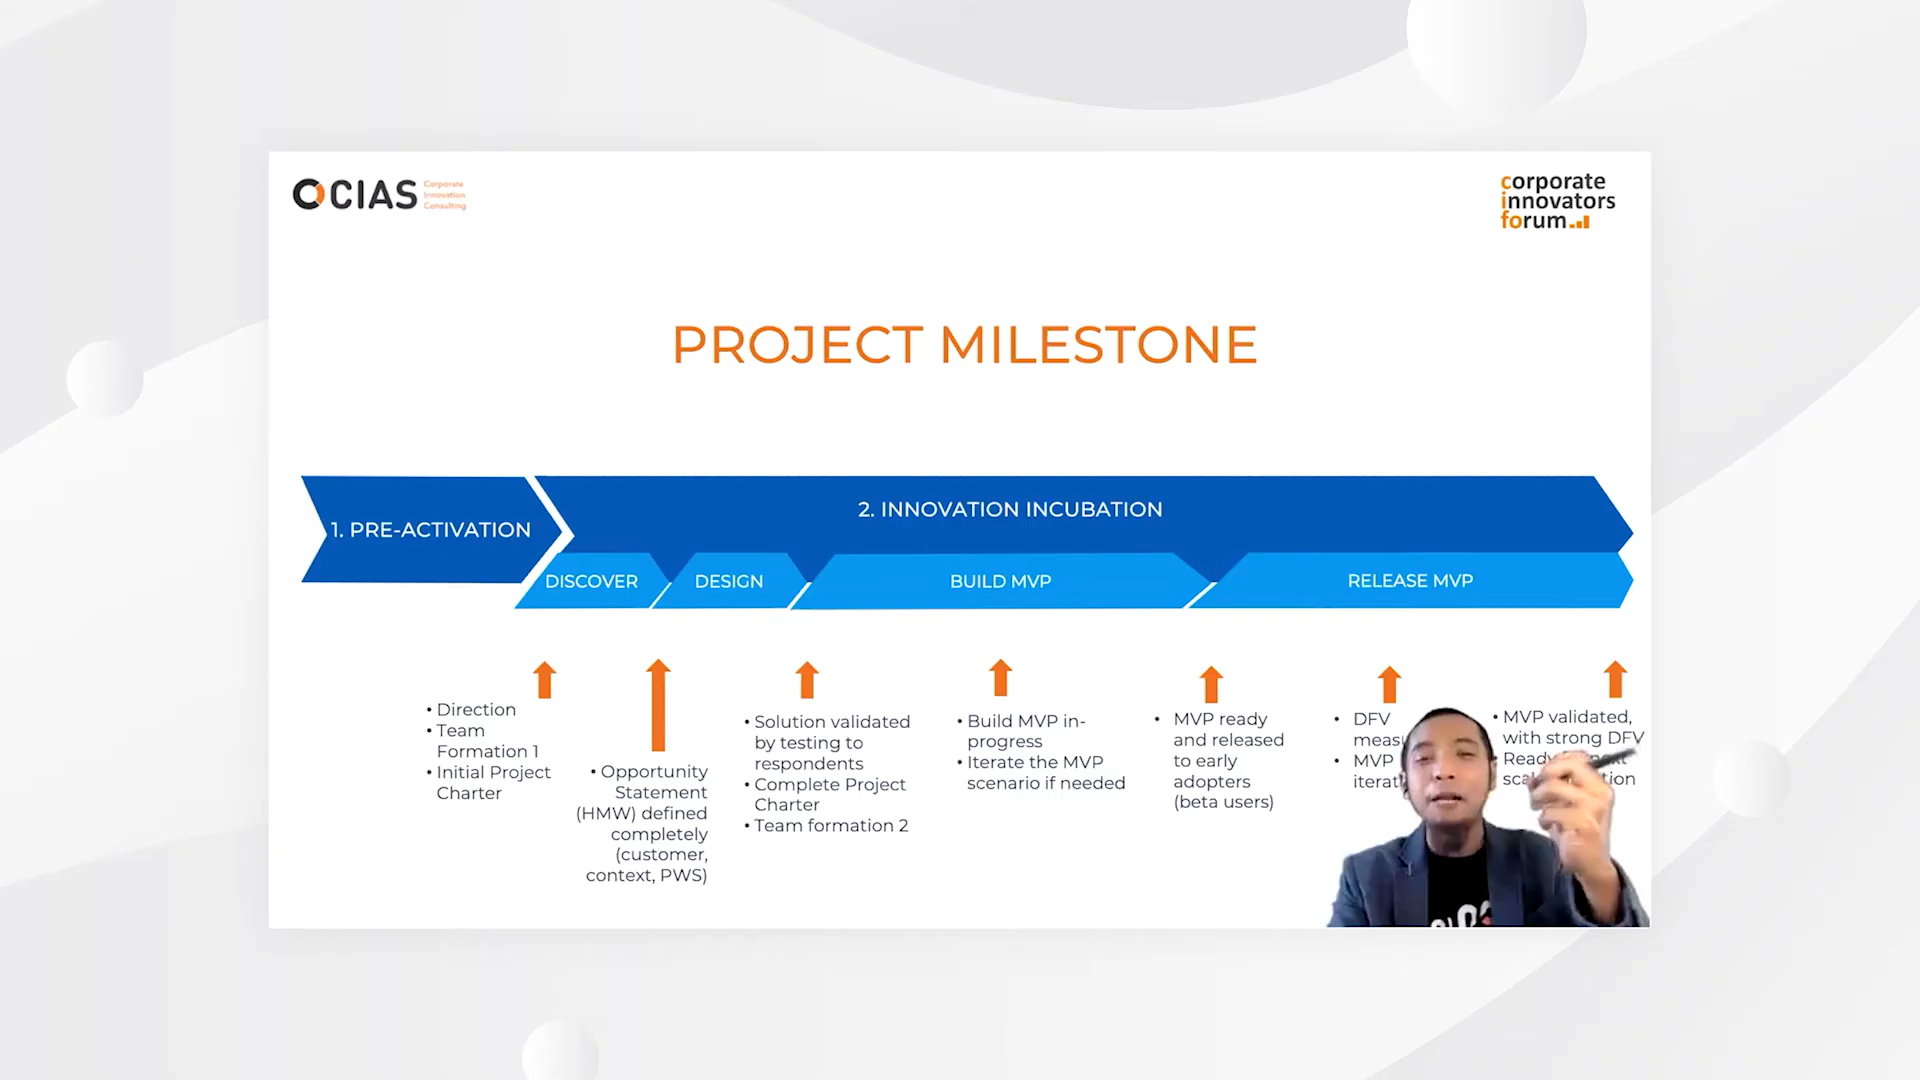 CIAS
Corporate
Innovation
Consulting
corporate
innovators
forum
PROJECT MILESTONE
1. PRE-ACTIVATION
2. INNOVATION INCUBATION
DISCOVER
DESIGN
BUILD MVP
RELEASE MVP
• Direction
• Team
Formation 1
• Initial Project
Charter
• Opportunity
Statement
(HMW) defined
completely
(customer,
context, PWS)
• Solution validated
by testing to
respondents
• Complete Project
Charter
• Team formation 2
• Build MVP in-
progress
• Iterate the MVP
scenario if needed
• MVP ready
and released
to early
adopters
(beta users)
• DFV
• MVP
• MVP validated,
with strong DFV